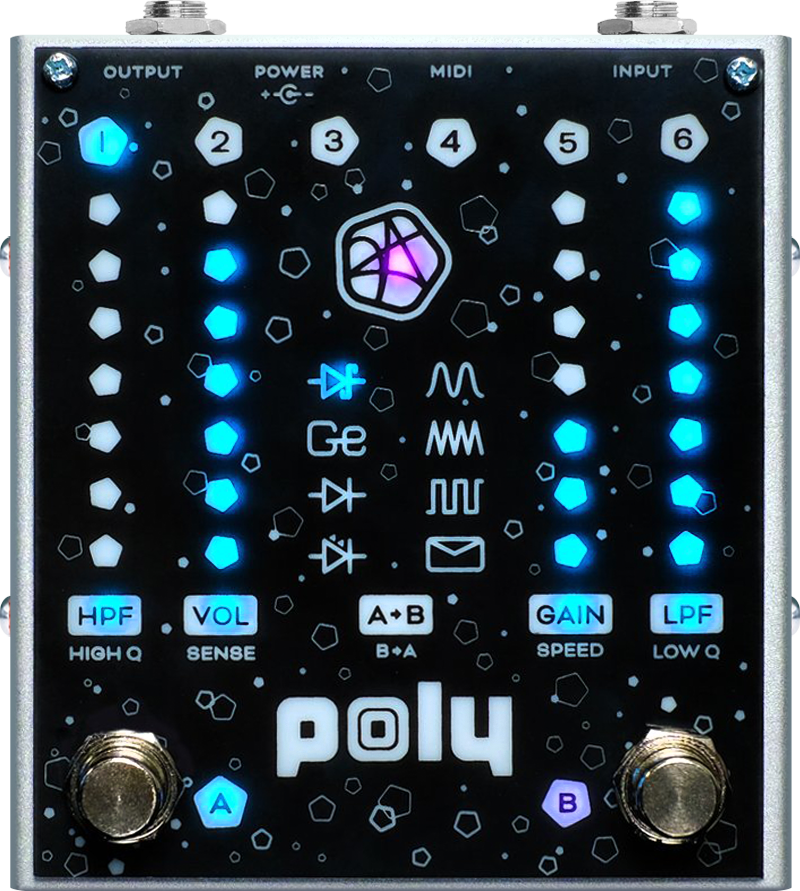 OUTPUT POWER MIDI INPUT
1 2 3 4 5 6
Ge
HPF VOL A→B GAIN LPF
HIGH Q SENSE B→A SPEED LOW Q
poly
A B